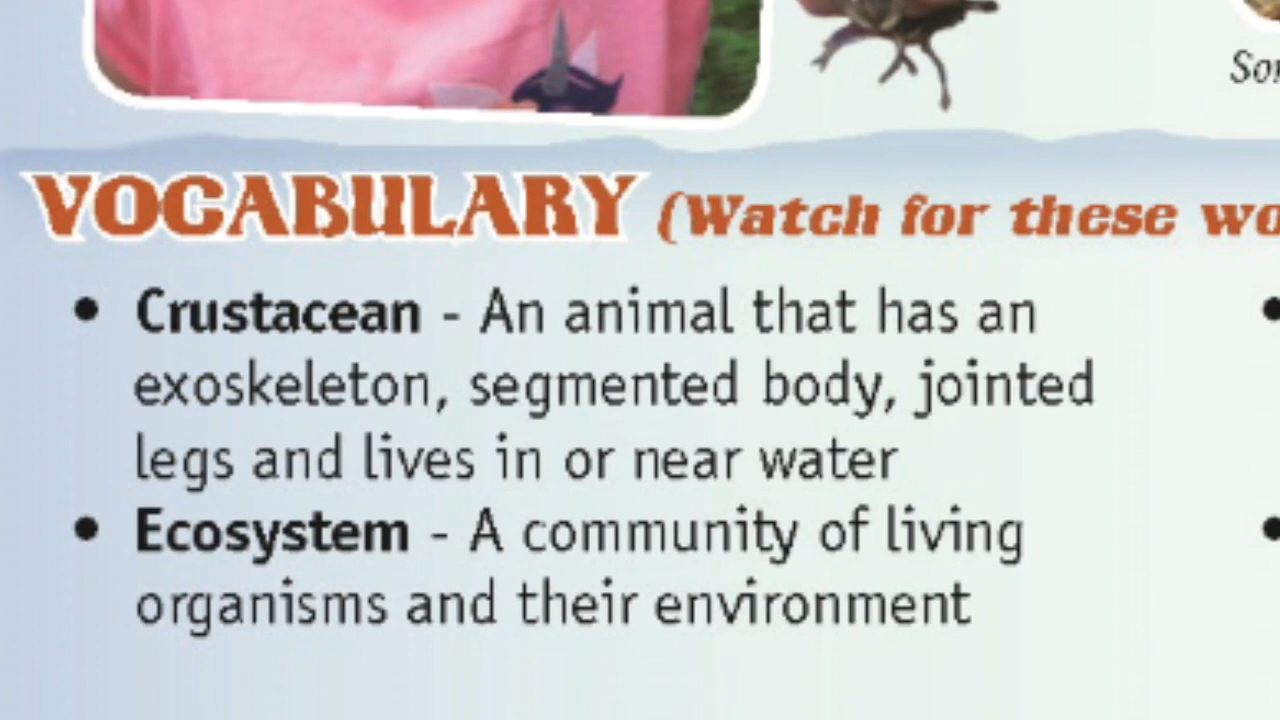 Sor
VOCABULARY (Watch for these wo
• Crustacean - An animal that has an
exoskeleton, segmented body, jointed
legs and lives in or near water
• Ecosystem - A community of living
organisms and their environment